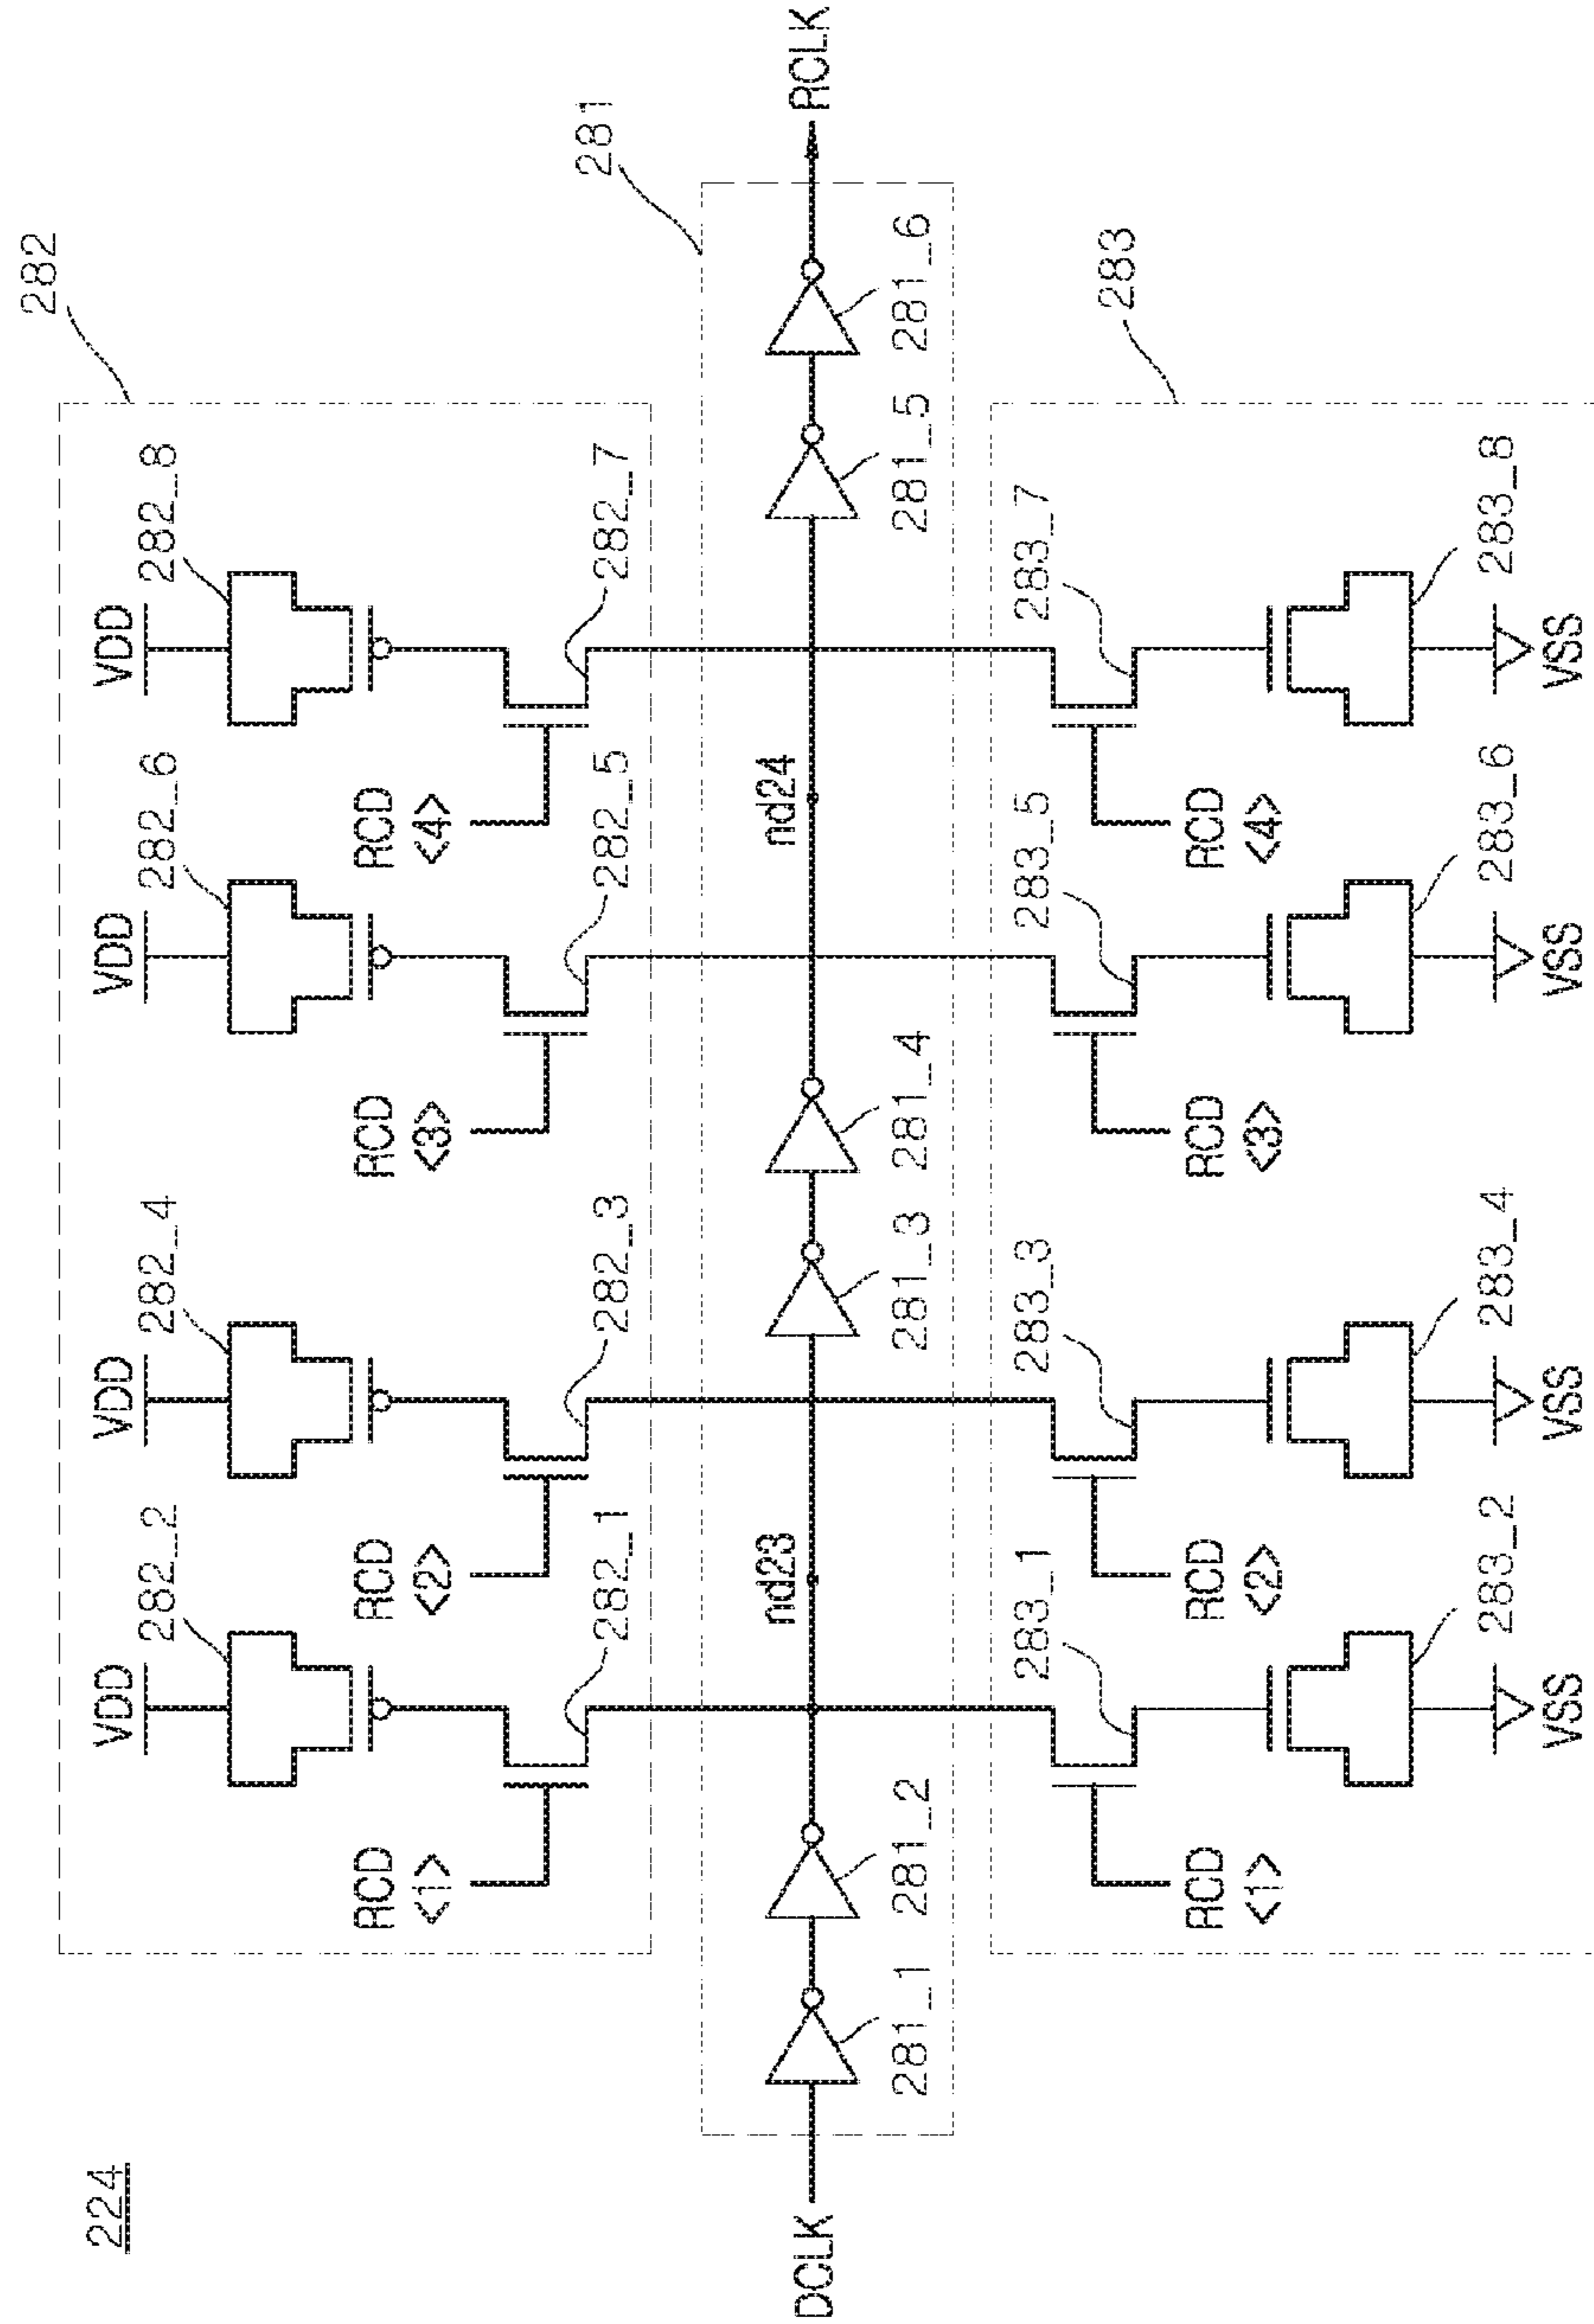 224
282
VDD
282_2
VDD
282_4
VDD
282_6
VDD
282_8
RCD
<1>
RCD
<2>
RCD
<3>
RCD
<4>
282_1
282_3
282_5
282_7
281
DCLK
nd23
nd24
RCLK
281_1
281_2
281_3
281_4
281_5
281_6
283
283_1
283_3
283_5
283_7
RCD
<1>
RCD
<2>
RCD
<3>
RCD
<4>
283_2
283_4
283_6
283_8
VSS
VSS
VSS
VSS